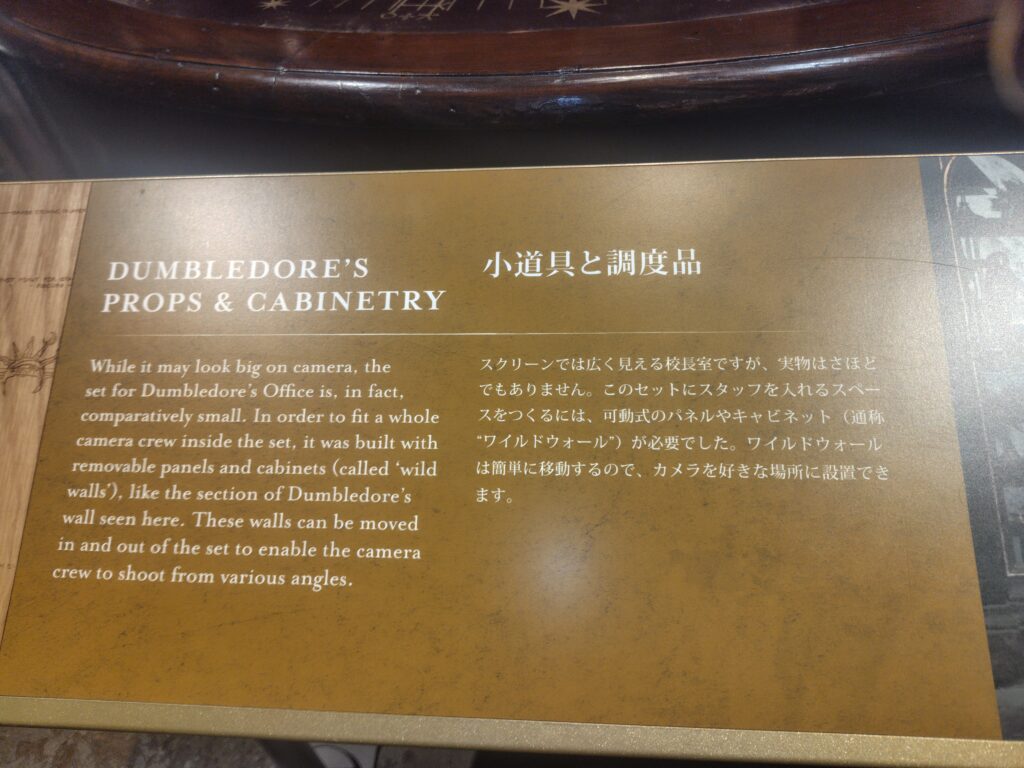 DUMBLEDORE'S
PROPS & CABINETRY
While it may look big on camera, the
set for Dumbledore's Office is, in fact,
comparatively small. In order to fit a whole
camera crew inside the set, it was built with
removable panels and cabinets (called ‘wild
walls’), like the section of Dumbledore's
wall seen here. These walls can be moved
in and out of the set to enable the camera
crew to shoot from various angles.
小道具と調度品
スクリーンでは広く見える校長室ですが、実物はさほど
でもありません。このセットにスタッフを入れるスペー
スをつくるには、可動式のパネルやキャビネット（通称
“ワイルドウォール”）が必要でした。ワイルドウォール
は簡単に移動するので、カメラを好きな場所に設置でき
ます。